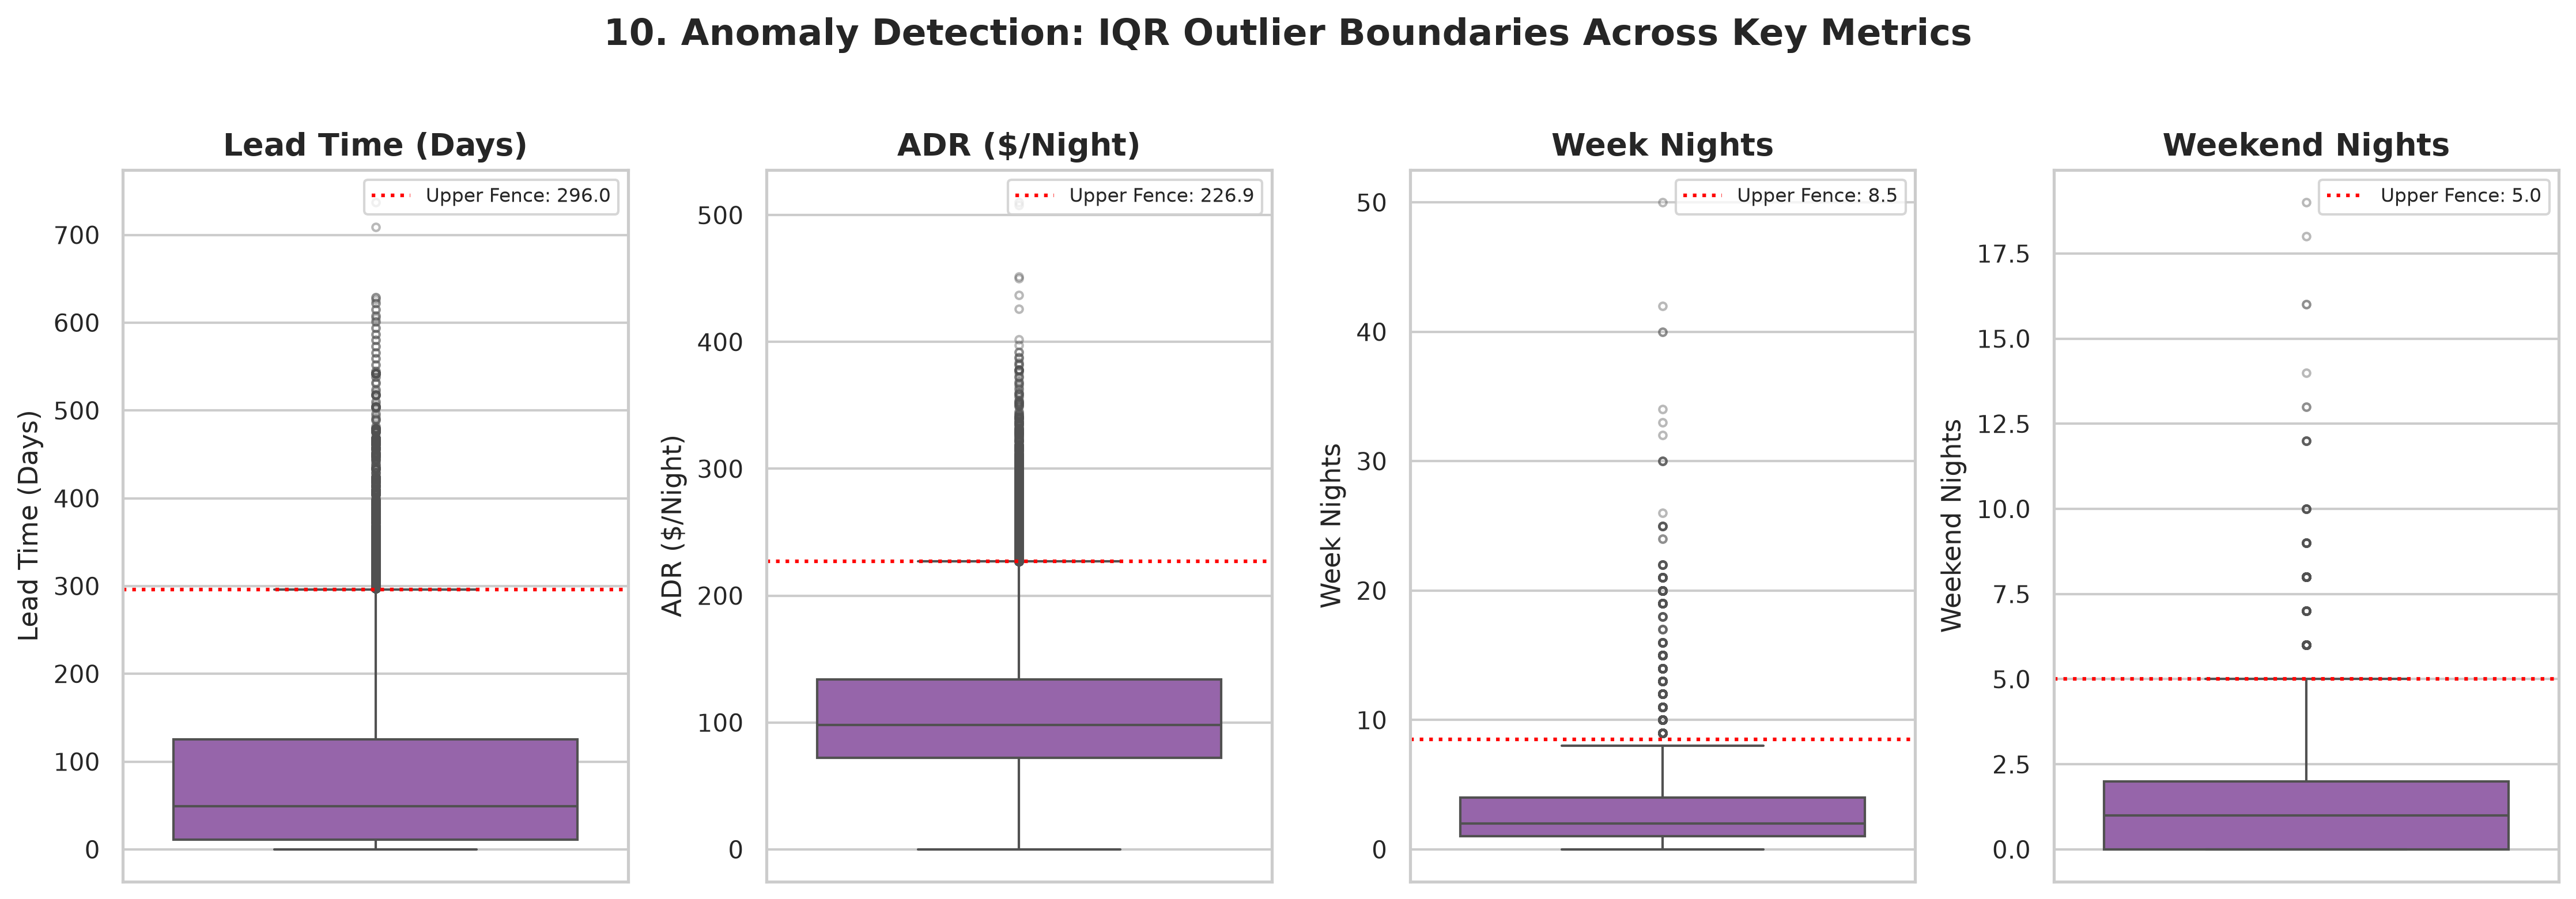 10. Anomaly Detection: IQR Outlier Boundaries Across Key Metrics
Lead Time (Days)
Upper Fence: 296.0
Lead Time (Days)
700
600
500
400
300
200
100
0
ADR ($/Night)
Upper Fence: 226.9
ADR ($/Night)
500
400
300
200
100
0
Week Nights
Upper Fence: 8.5
Week Nights
50
40
30
20
10
0
Weekend Nights
Upper Fence: 5.0
Weekend Nights
17.5
15.0
12.5
10.0
7.5
5.0
2.5
0.0